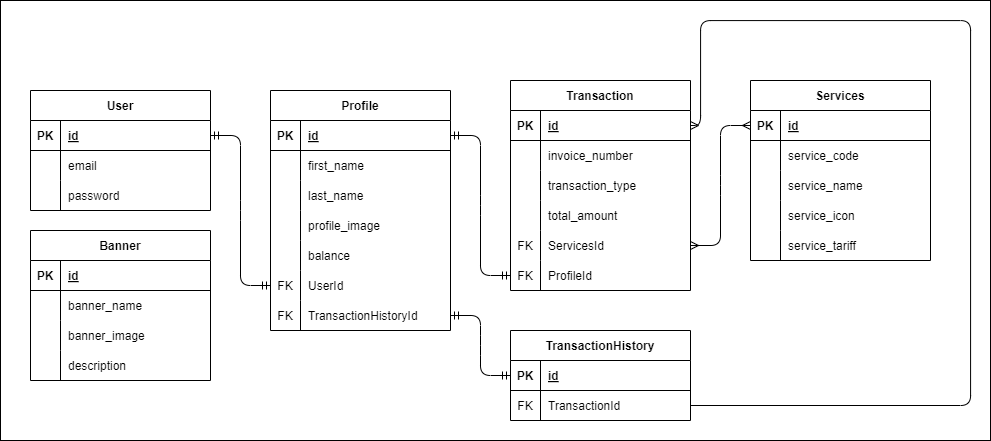 User
PK id
email
password
Banner
PK id
banner_name
banner_image
description
Profile
PK id
first_name
last_name
profile_image
balance
FK UserId
FK TransactionHistoryId
Transaction
PK id
invoice_number
transaction_type
total_amount
FK ServicesId
FK ProfileId
TransactionHistory
PK id
FK TransactionId
Services
PK id
service_code
service_name
service_icon
service_tariff